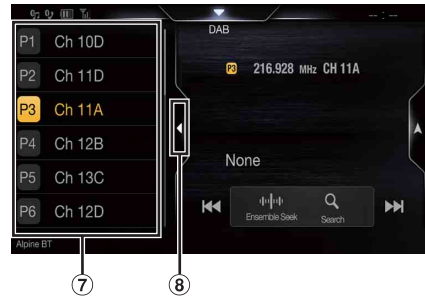 -- : --
DAB
P1 Ch 10D
P2 Ch 11D
P3 Ch 11A
P4 Ch 12B
P5 Ch 13C
P6 Ch 12D
P3 216.928 MHz CH 11A
None
Ensemble Seek
Search
Alpine BT
7
8